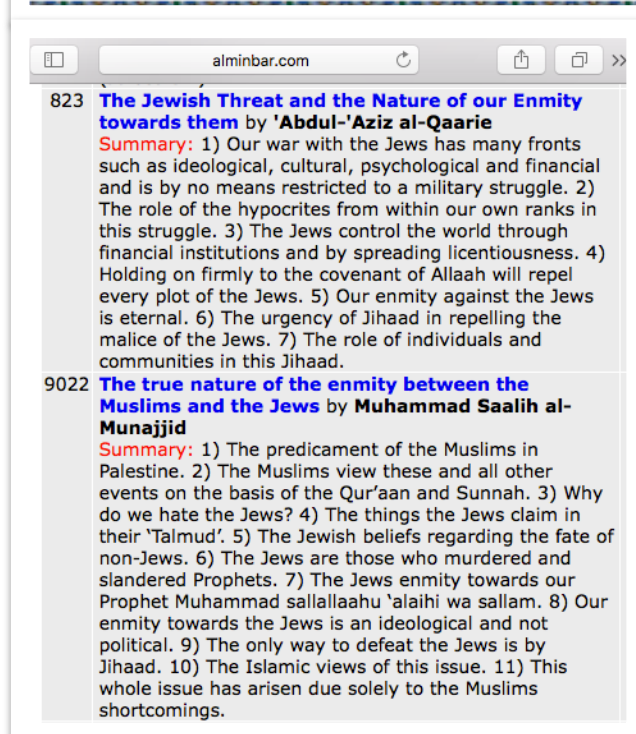 alminbar.com
823 The Jewish Threat and the Nature of our Enmity
towards them by 'Abdul-'Aziz al-Qaarie
Summary: 1) Our war with the Jews has many fronts
such as ideological, cultural, psychological and financial
and is by no means restricted to a military struggle. 2)
The role of the hypocrites from within our own ranks in
this struggle. 3) The Jews control the world through
financial institutions and by spreading licentiousness. 4)
Holding on firmly to the covenant of Allaah will repel
every plot of the Jews. 5) Our enmity against the Jews
is eternal. 6) The urgency of Jihaad in repelling the
malice of the Jews. 7) The role of individuals and
communities in this Jihaad.
9022 The true nature of the enmity between the
Muslims and the Jews by Muhammad Saalih al-
Munajjid
Summary: 1) The predicament of the Muslims in
Palestine. 2) The Muslims view these and all other
events on the basis of the Qur’aan and Sunnah. 3) Why
do we hate the Jews? 4) The things the Jews claim in
their ‘Talmud’. 5) The Jewish beliefs regarding the fate of
non-Jews. 6) The Jews are those who murdered and
slandered Prophets. 7) The Jews enmity towards our
Prophet Muhammad sallallaahu ‘alaihi wa sallam. 8) Our
enmity towards the Jews is an ideological and not
political. 9) The only way to defeat the Jews is by
Jihaad. 10) The Islamic views of this issue. 11) This
whole issue has arisen due solely to the Muslims
shortcomings.